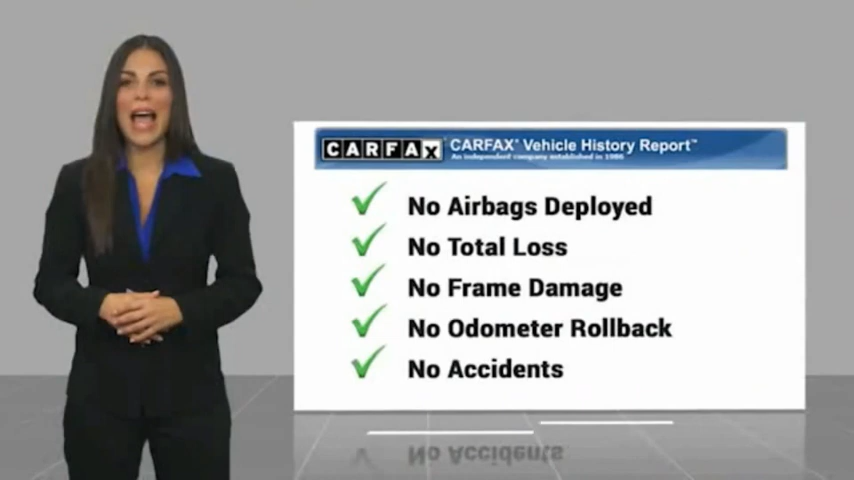 CARFAX CARFAX® Vehicle History Report™
An independent company established in 1986
No Airbags Deployed
No Total Loss
No Frame Damage
No Odometer Rollback
No Accidents
No Accidents